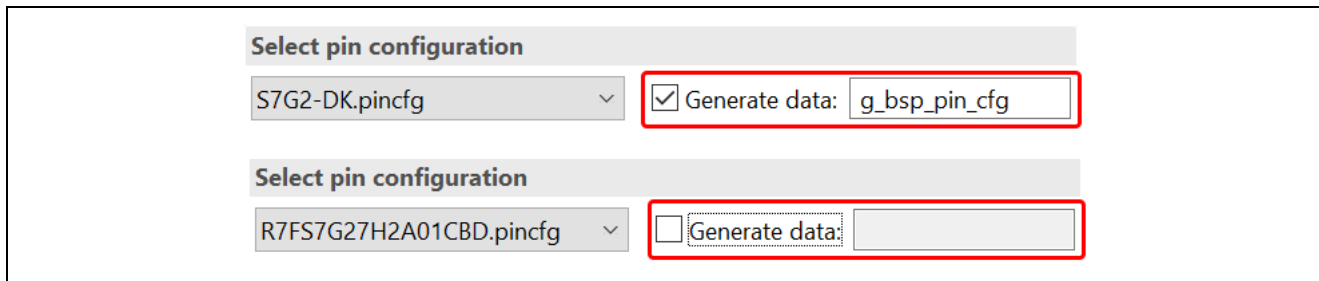 Select pin configuration
S7G2-DK.pincfg Generate data: g_bsp_pin_cfg
Select pin configuration
R7FS7G27H2A01CBD.pincfg Generate data: